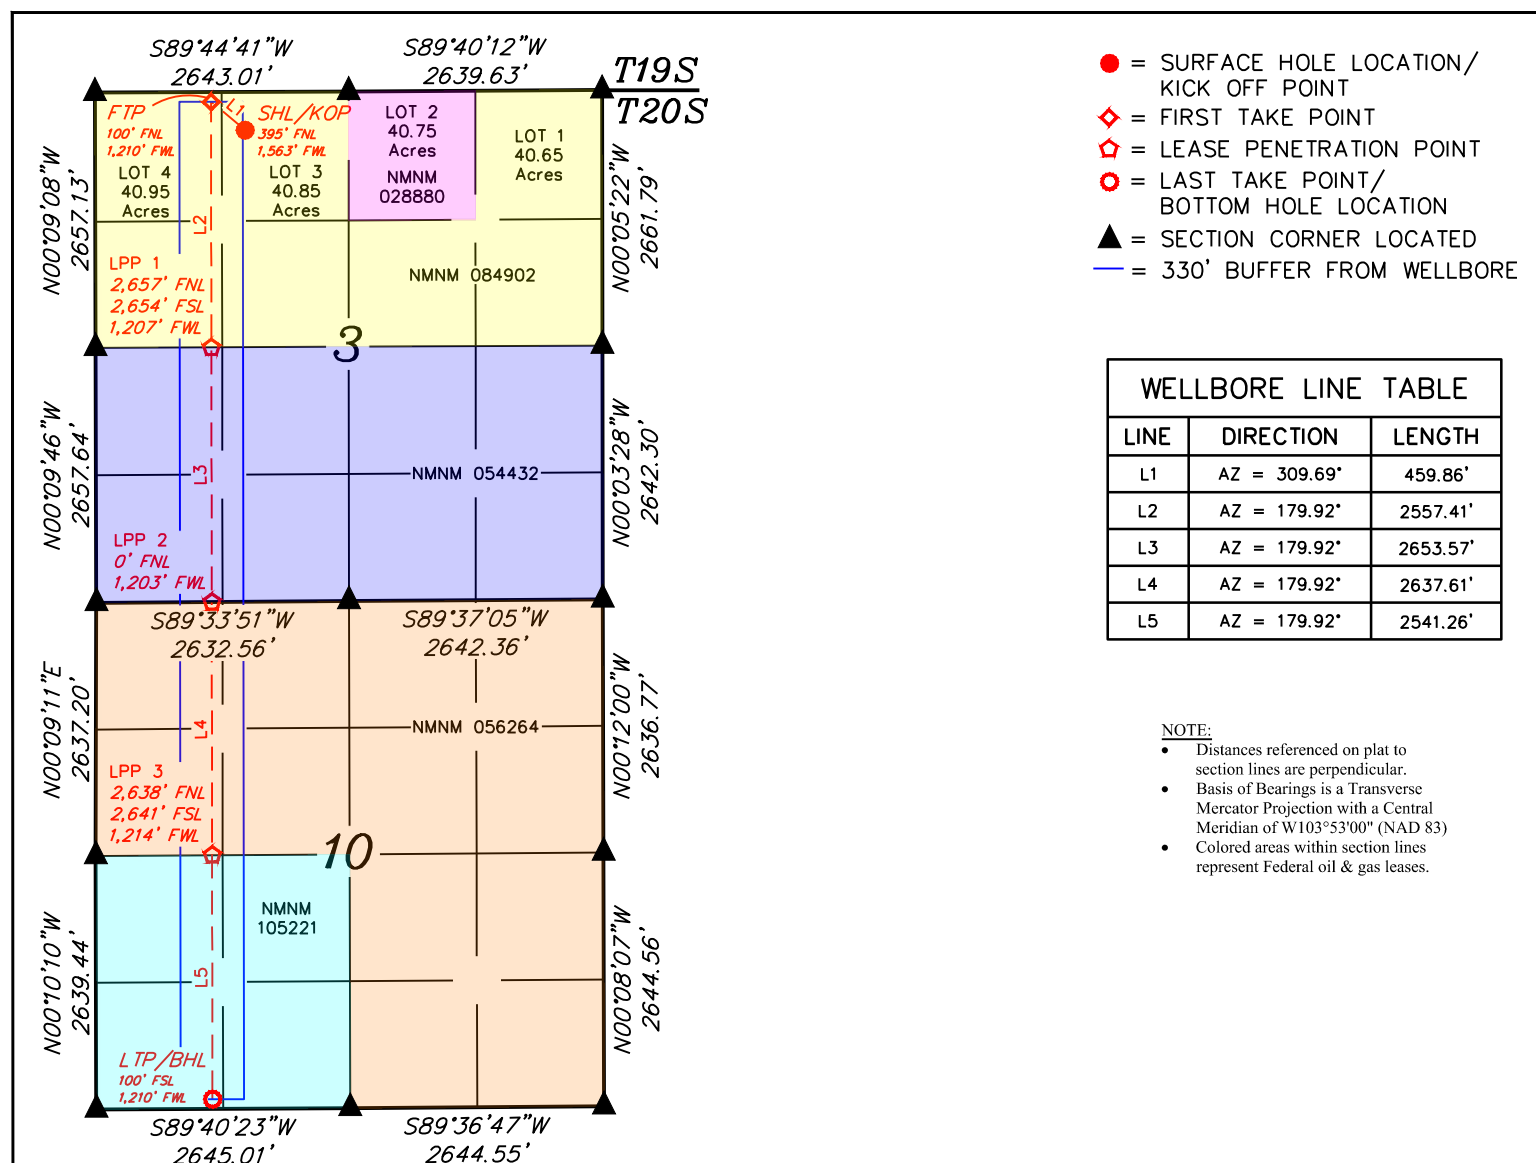 S89°44'41"W
2643.01'
S89°40'12"W
2639.63'
T19S
T20S
FTP
100' FNL
1,210' FWL
L1
SHL/KOP
395' FNL
1,563' FWL
LOT 4
40.95
Acres
LOT 3
40.85
Acres
LOT 2
40.75
Acres
NMNM
028880
LOT 1
40.65
Acres
N00°09'08"W
2657.13'
L2
N00°05'22"W
2661.79'
NMNM 084902
LPP 1
2,657' FNL
2,654' FSL
1,207' FWL
3
N00°09'46"W
2657.64'
L3
NMNM 054432
N00°03'28"W
2642.30'
LPP 2
0' FNL
1,203' FWL
S89°33'51"W
2632.56'
S89°37'05"W
2642.36'
N00°09'11"E
2637.20'
L4
NMNM 056264
N00°12'00"W
2636.77'
LPP 3
2,638' FNL
2,641' FSL
1,214' FWL
10
NMNM
105221
N00°10'10"W
2639.44'
L5
N00°08'07"W
2644.56'
LTP/BHL
100' FSL
1,210' FWL
S89°40'23"W
2645.01'
S89°36'47"W
2644.55'
= SURFACE HOLE LOCATION/
KICK OFF POINT
= FIRST TAKE POINT
= LEASE PENETRATION POINT
= LAST TAKE POINT/
BOTTOM HOLE LOCATION
= SECTION CORNER LOCATED
= 330' BUFFER FROM WELLBORE
WELLBORE LINE TABLE
LINE DIRECTION LENGTH
L1 AZ = 309.69° 459.86'
L2 AZ = 179.92° 2557.41'
L3 AZ = 179.92° 2653.57'
L4 AZ = 179.92° 2637.61'
L5 AZ = 179.92° 2541.26'
NOTE:
• Distances referenced on plat to
section lines are perpendicular.
• Basis of Bearings is a Transverse
Mercator Projection with a Central
Meridian of W103°53'00" (NAD 83)
• Colored areas within section lines
represent Federal oil & gas leases.